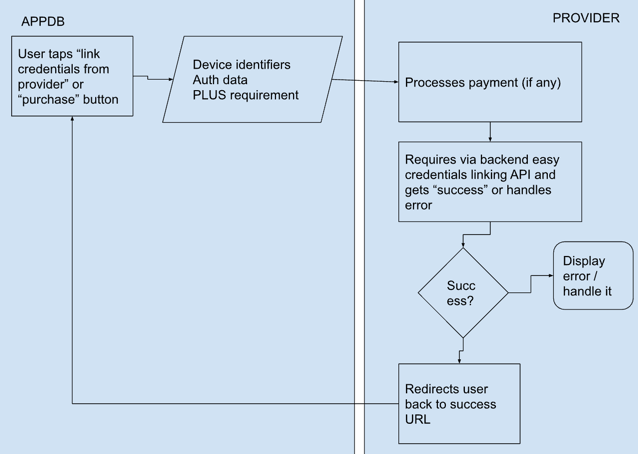 APPDB
PROVIDER
User taps “link
credentials from
provider” or
“purchase” button
Device identifiers
Auth data
PLUS requirement
Processes payment (if any)
Requires via backend easy
credentials linking API and
gets “success” or handles
error
Succ
ess?
Display
error /
handle it
Redirects user
back to success
URL